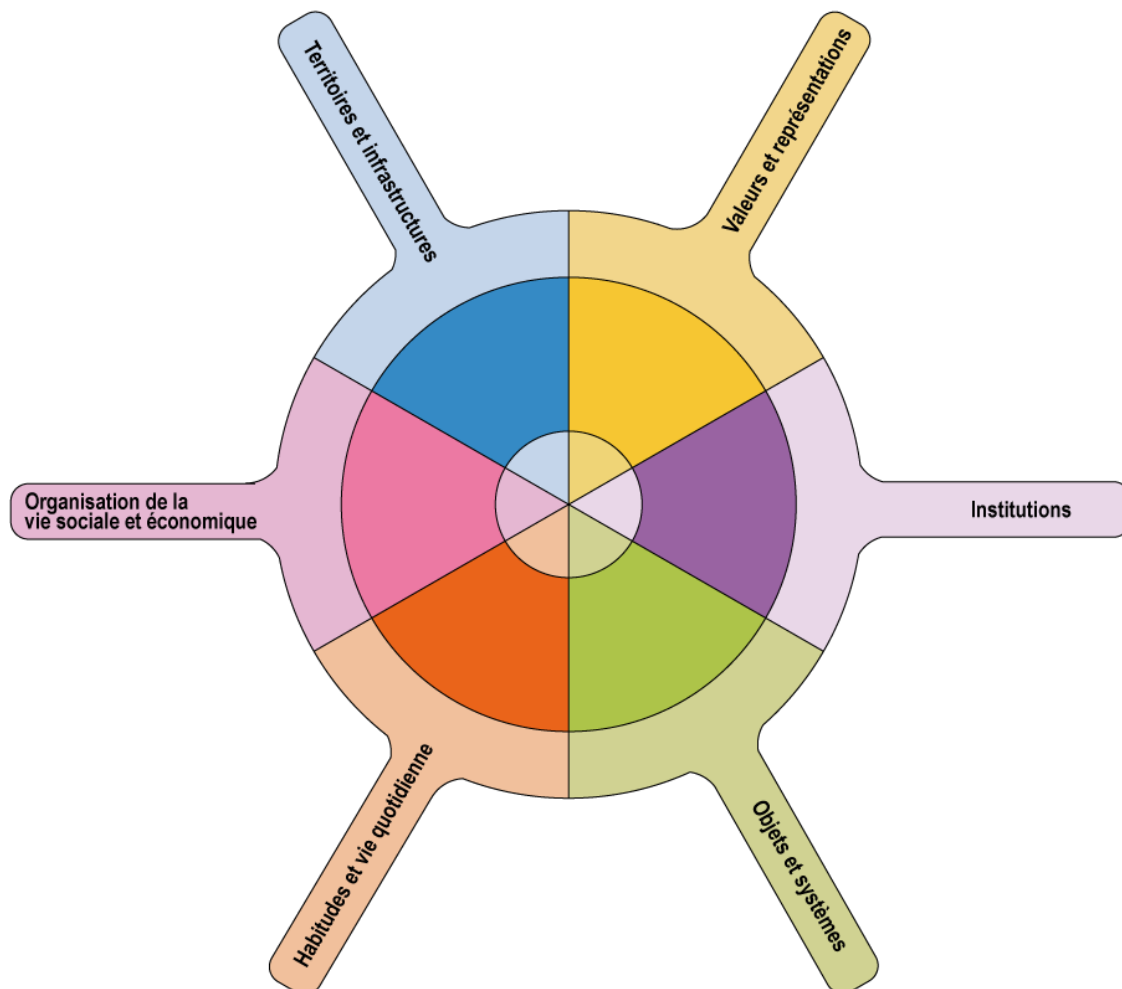 Territoires et infrastructures
Valeurs et représentations
Organisation de la
vie sociale et économique
Institutions
Habitudes et vie quotidienne
Objets et systèmes